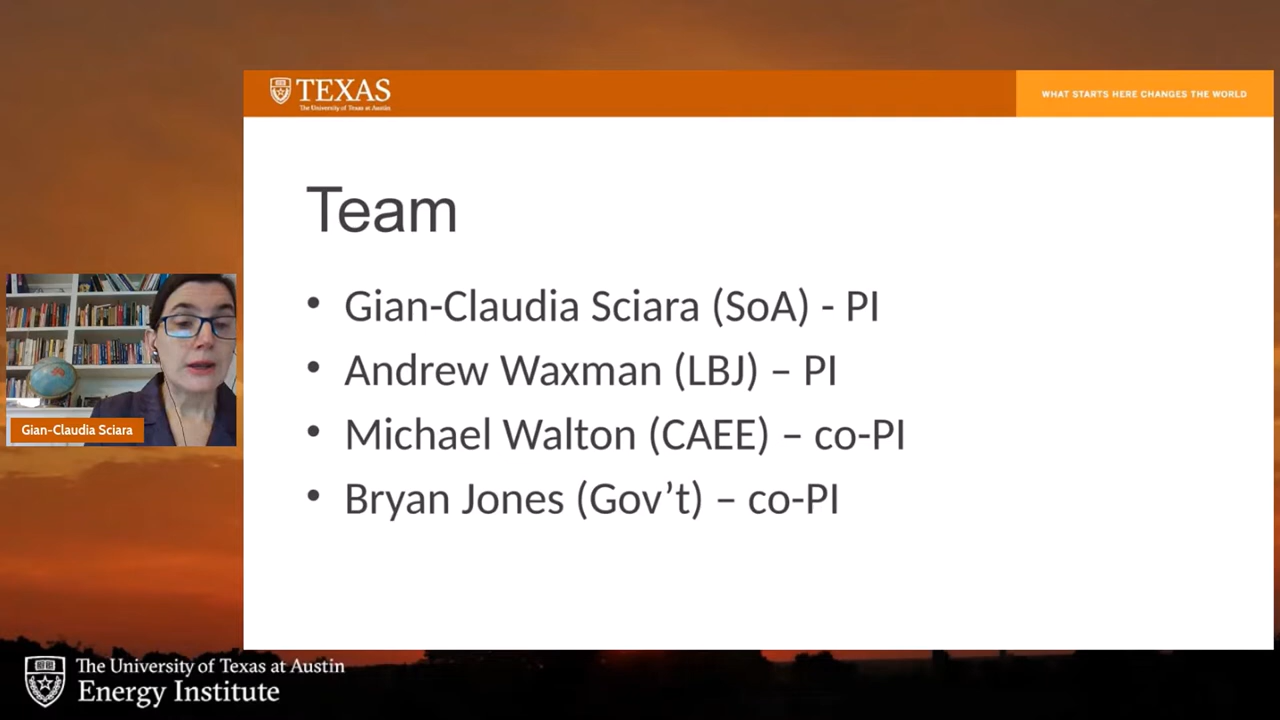 TEXAS
The University of Texas at Austin
WHAT STARTS HERE CHANGES THE WORLD
Team
• Gian-Claudia Sciara (SoA) - PI
• Andrew Waxman (LBJ) – PI
• Michael Walton (CAEE) – co-PI
• Bryan Jones (Gov’t) – co-PI
Gian-Claudia Sciara
The University of Texas at Austin
Energy Institute